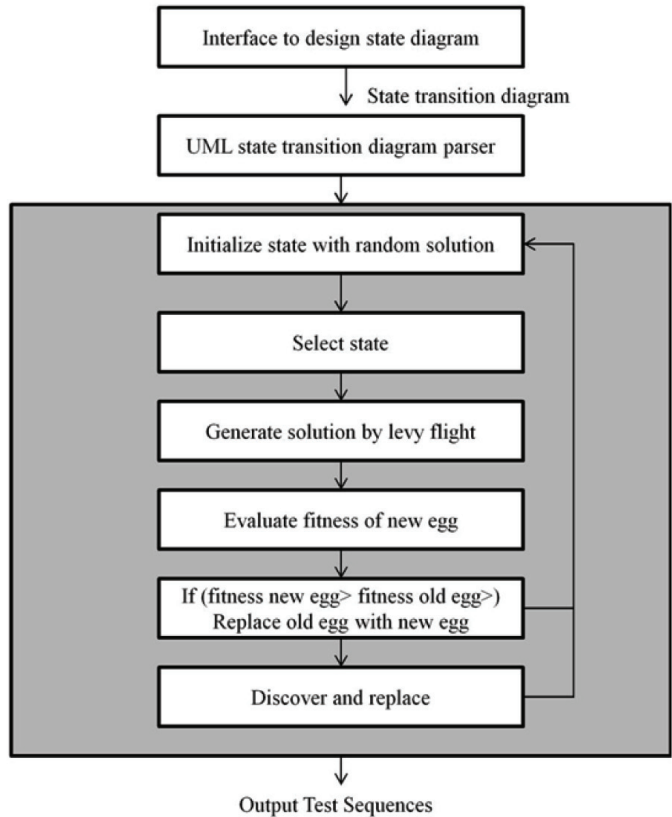 Interface to design state diagram
State transition diagram
UML state transition diagram parser
Initialize state with random solution
Select state
Generate solution by levy flight
Evaluate fitness of new egg
If (fitness new egg> fitness old egg>)
Replace old egg with new egg
Discover and replace
Output Test Sequences